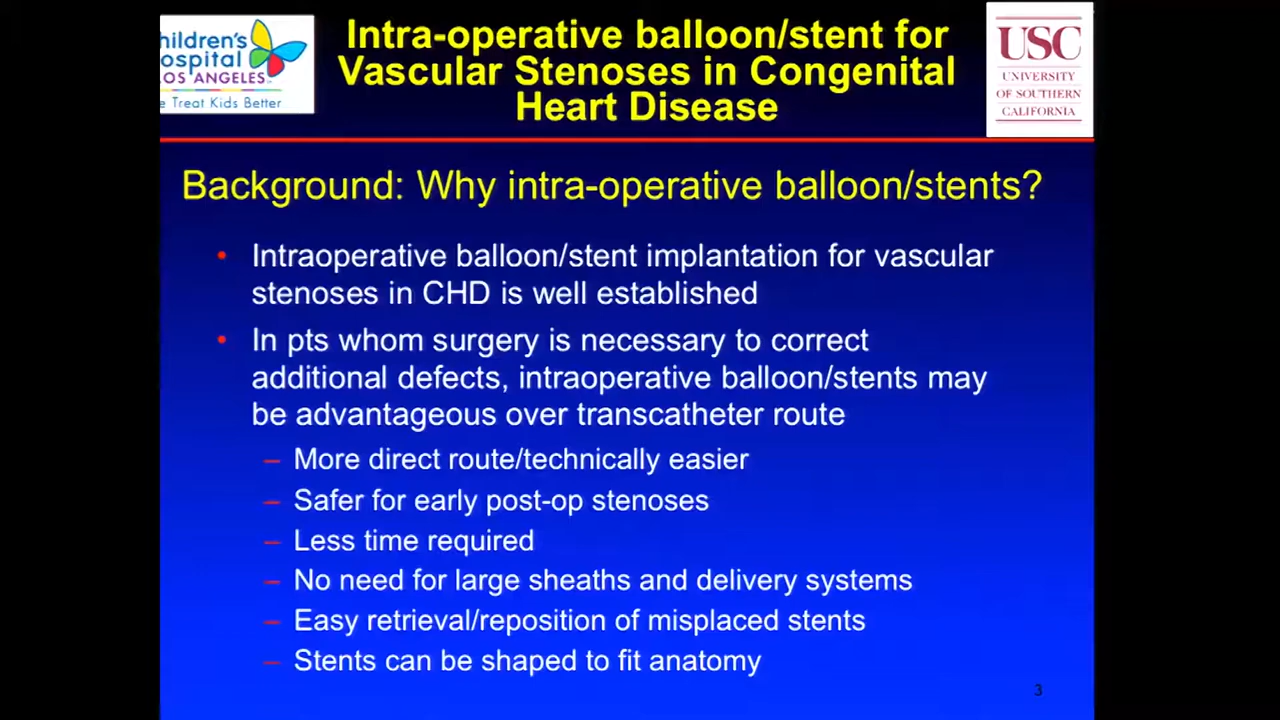 hildren's
ospital
LOS ANGELES
e Treat Kids Better
Intra-operative balloon/stent for
Vascular Stenoses in Congenital
Heart Disease
USC
UNIVERSITY
OF SOUTHERN
CALIFORNIA
Background: Why intra-operative balloon/stents?
• Intraoperative balloon/stent implantation for vascular
stenoses in CHD is well established
• In pts whom surgery is necessary to correct
additional defects, intraoperative balloon/stents may
be advantageous over transcatheter route
– More direct route/technically easier
– Safer for early post-op stenoses
– Less time required
– No need for large sheaths and delivery systems
– Easy retrieval/reposition of misplaced stents
– Stents can be shaped to fit anatomy
3